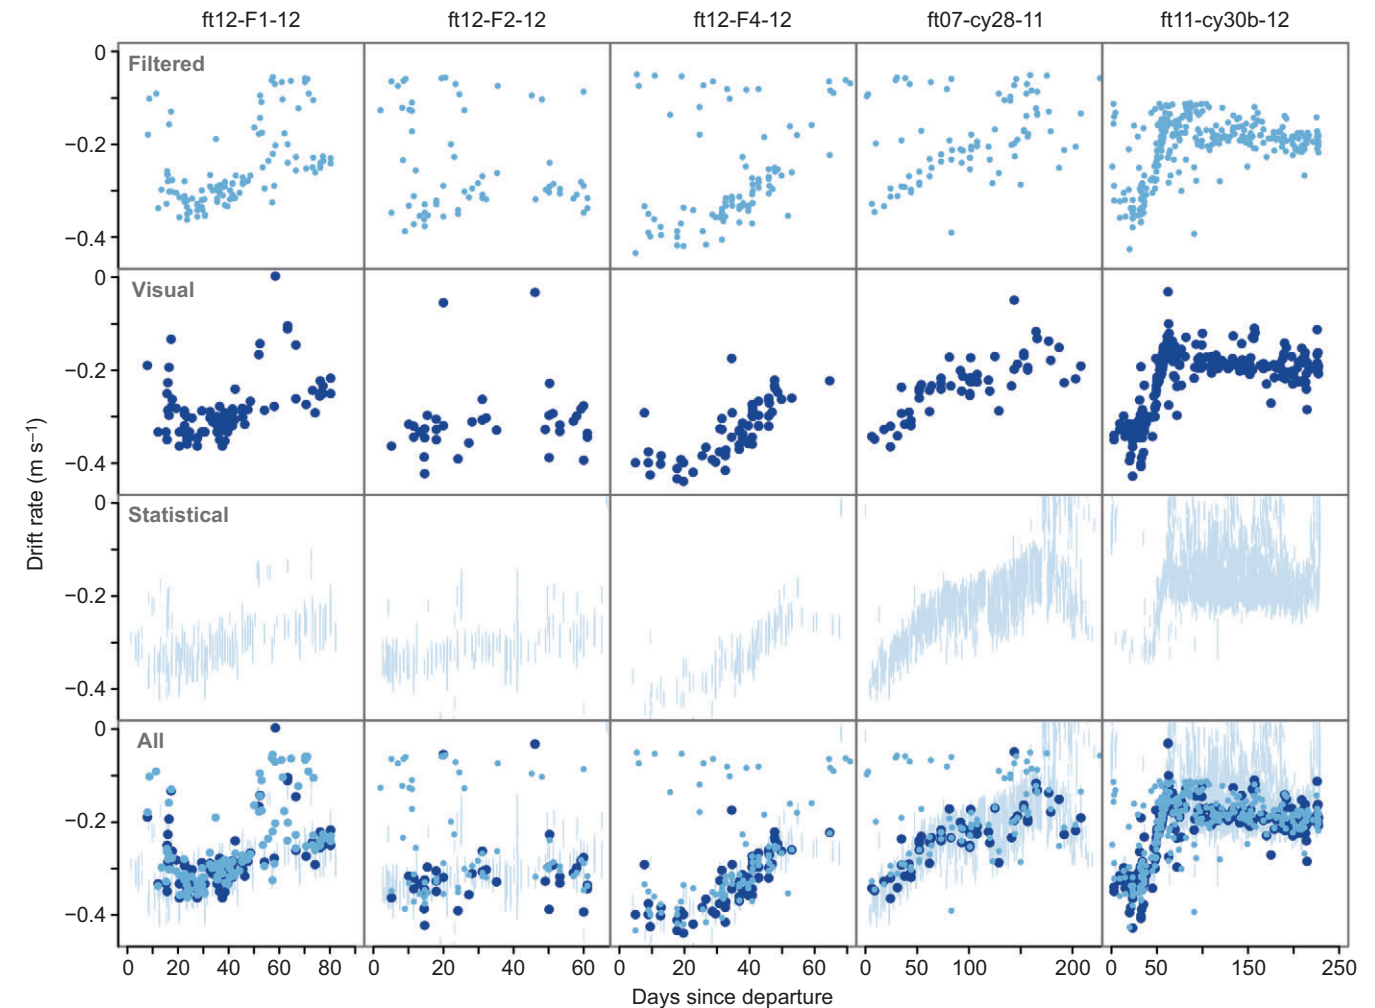 ft12-F1-12 ft12-F2-12 ft12-F4-12 ft07-cy28-11 ft11-cy30b-12
0
Filtered
−0.2
−0.4
0
Visual
−0.2
−0.4
0
Statistical
−0.2
−0.4
0
All
−0.2
−0.4
Drift rate (m s−1)
0 20 40 60 80 0 20 40 60 0 20 40 60 0 50 100 200 0 50 150 250
Days since departure